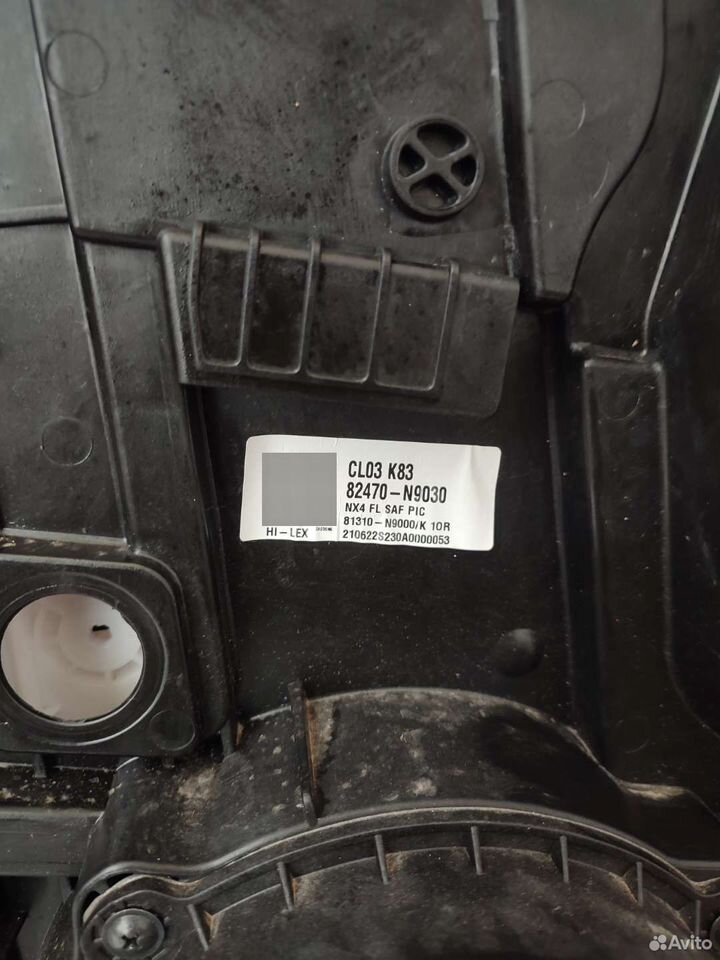 CL03 K83
82470-N9030
NX4 FL SAF PIC
81310-N9000/K 10R
HI-LEX
210622S230A0000053
Avito